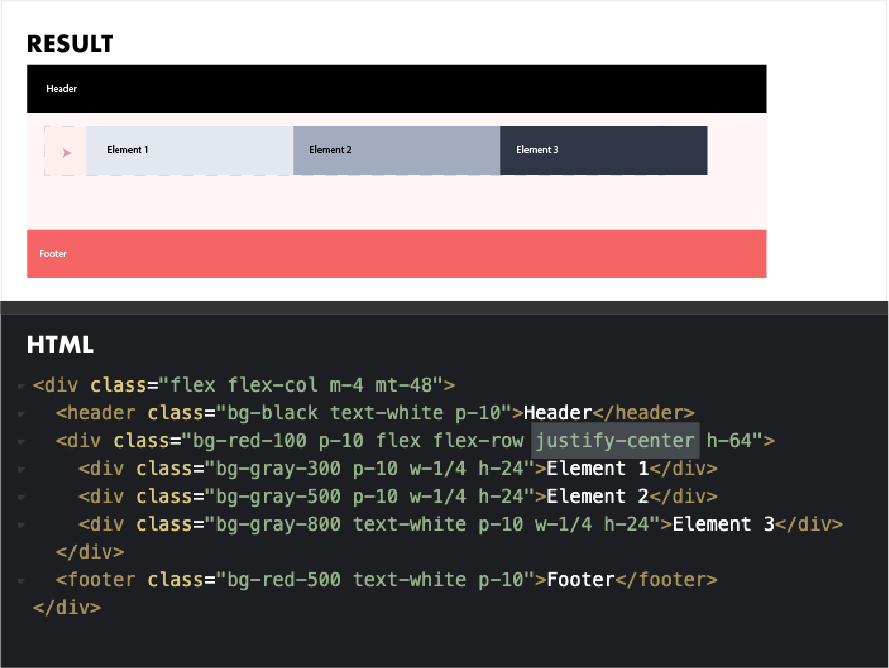 RESULT
Header
Element 1 Element 2 Element 3
Footer
HTML
<div class="flex flex-col m-4 mt-48">
<header class="bg-black text-white p-10">Header</header>
<div class="bg-red-100 p-10 flex flex-row justify-center h-64">
<div class="bg-gray-300 p-10 w-1/4 h-24">Element 1</div>
<div class="bg-gray-500 p-10 w-1/4 h-24">Element 2</div>
<div class="bg-gray-800 text-white p-10 w-1/4 h-24">Element 3</div>
</div>
<footer class="bg-red-500 text-white p-10">Footer</footer>
</div>